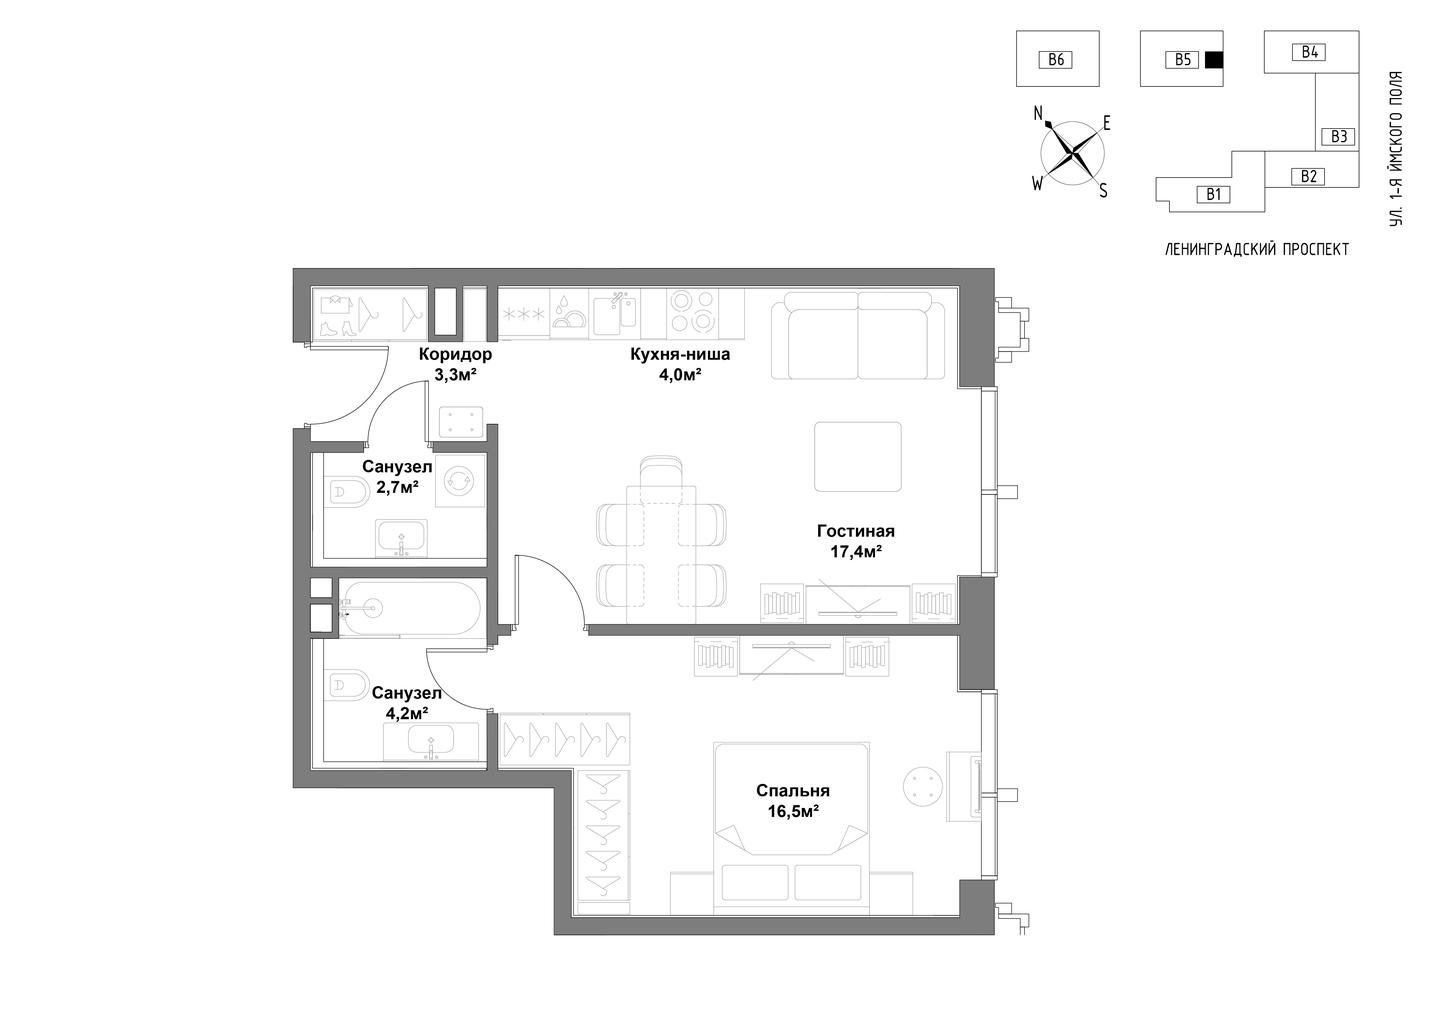 B6
B5
B4
N
E
W
S
B3
B2
B1
УЛ. 1-Я ЯМСКОГО ПОЛЯ
ЛЕНИНГРАДСКИЙ ПРОСПЕКТ
Коридор
3,3м²
Кухня-ниша
4,0м²
Санузел
2,7м²
Гостиная
17,4м²
Санузел
4,2м²
Спальня
16,5м²